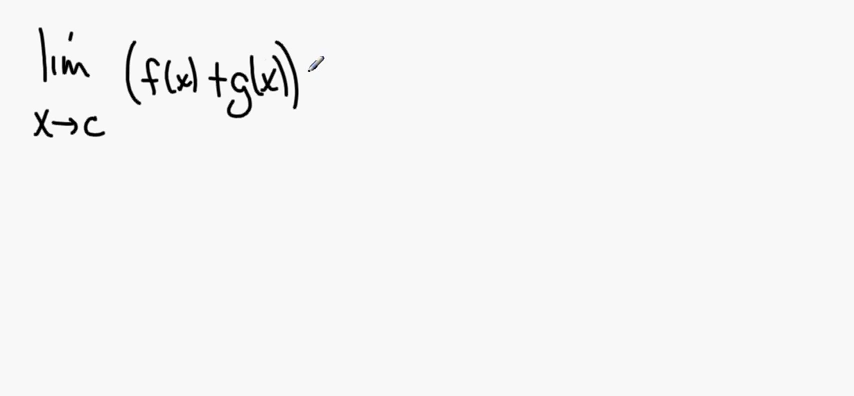 lim (f(x) + g(x))
x→c